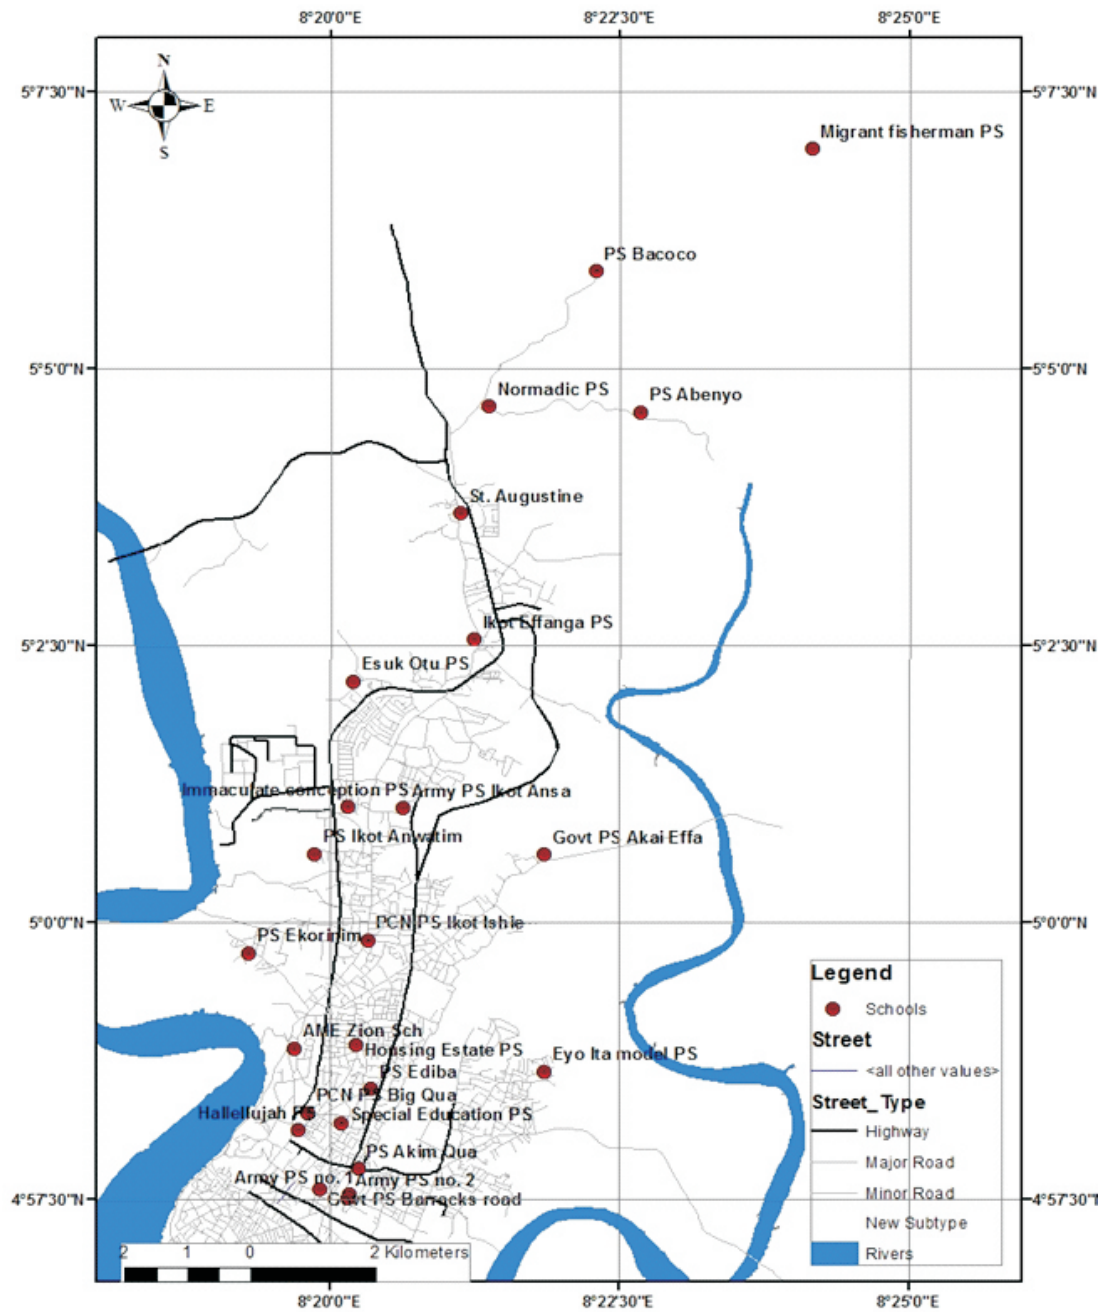 8°20'0"E 8°22'30"E 8°25'0"E
N
W E
S
5°7'30"N 5°7'30"N
Migrant fisherman PS
PS Bacoco
5°5'0"N 5°5'0"N
Normadic PS
PS Abenyo
St. Augustine
Ikot Effanga PS
5°2'30"N 5°2'30"N
Esuk Otu PS
Immaculate conception PS
Army PS Ikot Ansa
PS Ikot Anwatim
Govt PS Akai Effa
5°0'0"N 5°0'0"N
PCN PS Ikot Ishie
PS Ekorinim
AME Zion Sch
Housing Estate PS
Eyo Ita model PS
PS Ediba
PCN PS Big Qua
Hallellujah PS
Special Education PS
PS Akim Qua
Army PS no. 1
Army PS no. 2
Govt PS Barracks road
4°57'30"N 4°57'30"N
Legend
Schools
Street
<all other values>
Street_Type
Highway
Major Road
Minor Road
New Subtype
Rivers
2 1 0 2 Kilometers
8°20'0"E 8°22'30"E 8°25'0"E